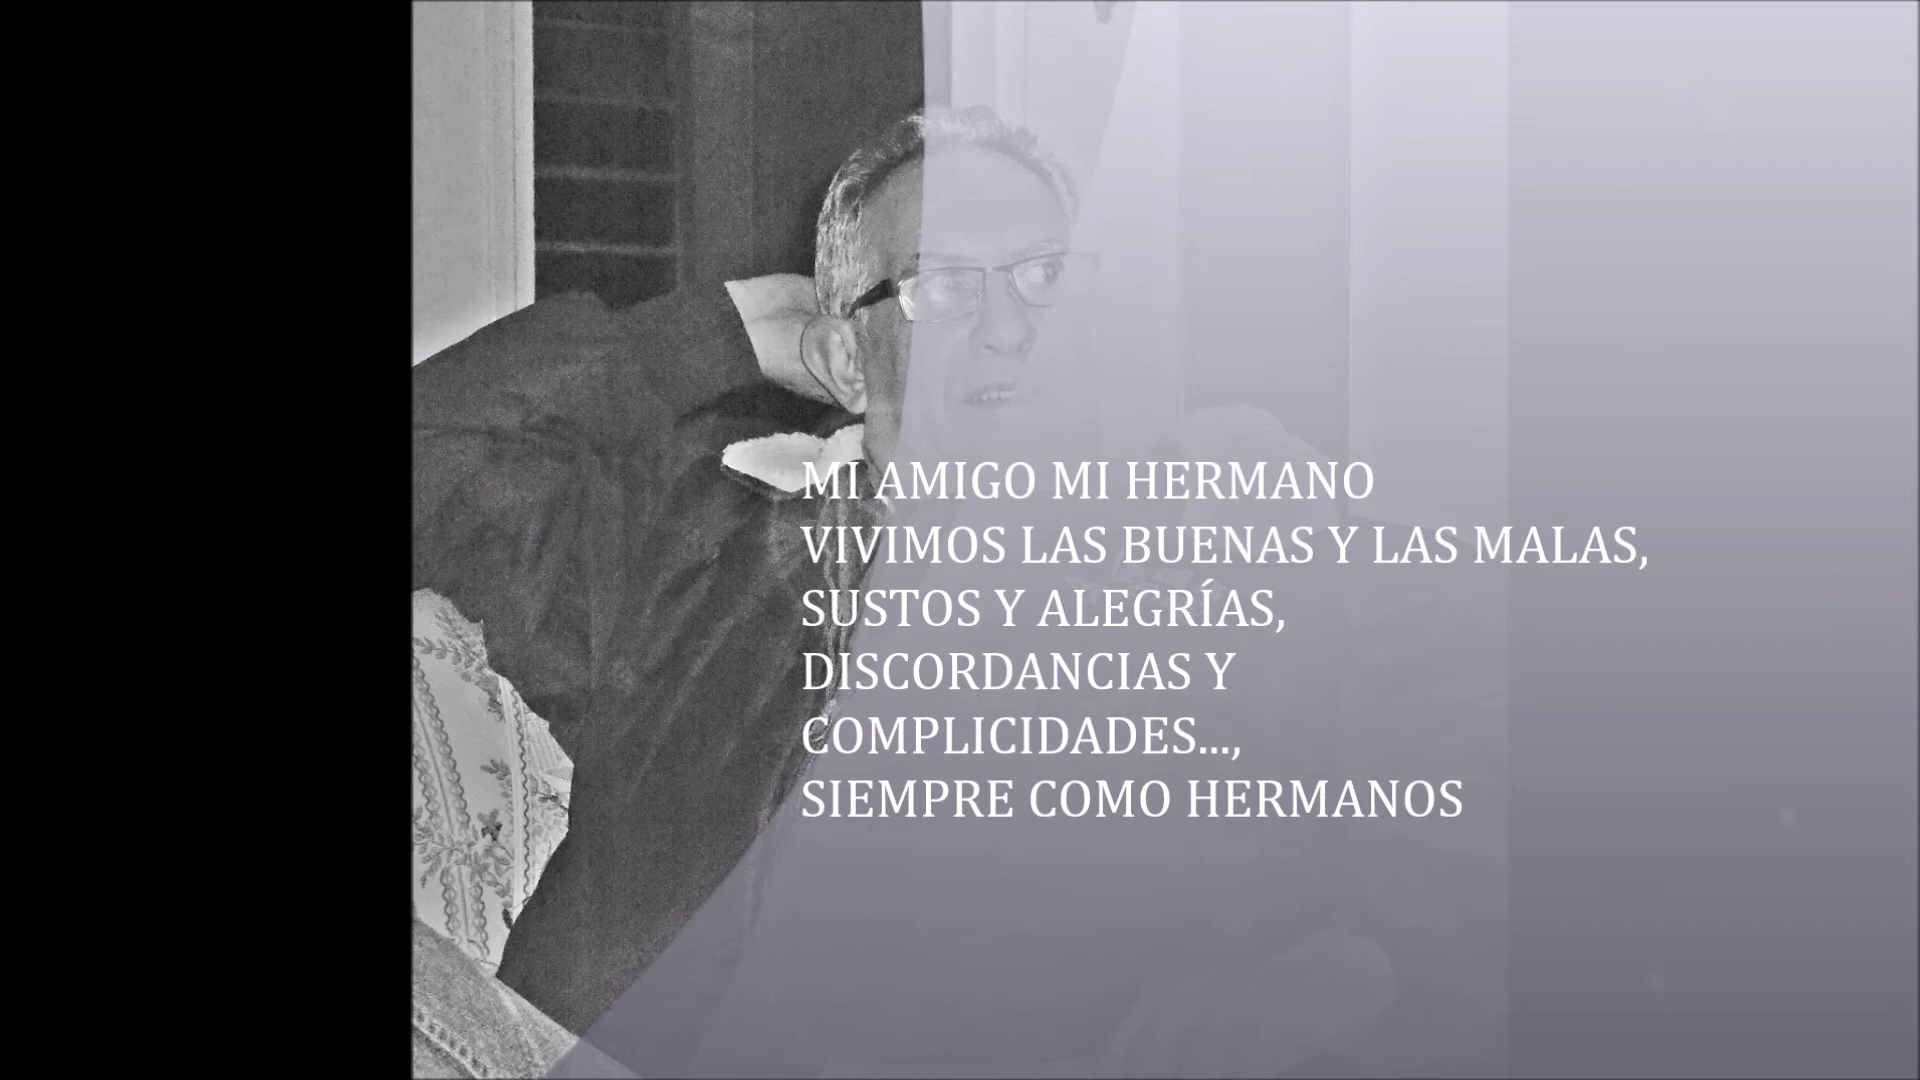 MI AMIGO MI HERMANO
VIVIMOS LAS BUENAS Y LAS MALAS,
SUSTOS Y ALEGRÍAS,
DISCORDANCIAS Y
COMPLICIDADES...,
SIEMPRE COMO HERMANOS